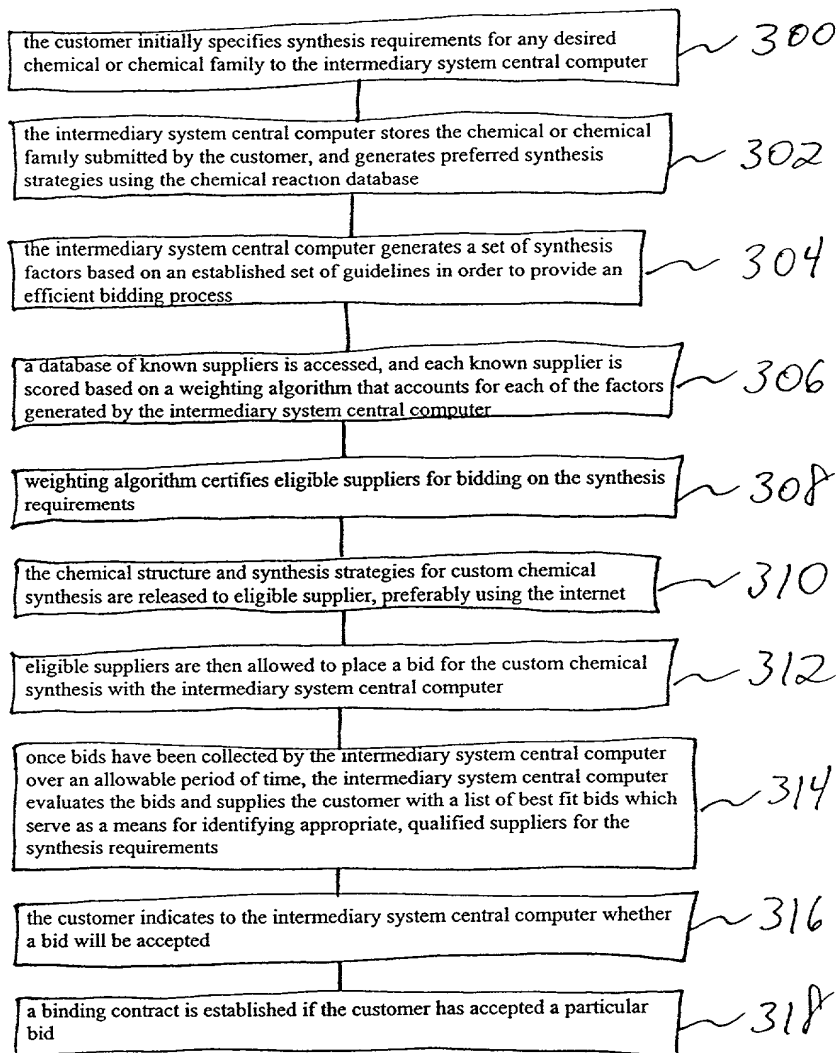 the customer initially specifies synthesis requirements for any desired
chemical or chemical family to the intermediary system central computer
300
the intermediary system central computer stores the chemical or chemical
family submitted by the customer, and generates preferred synthesis
strategies using the chemical reaction database
302
the intermediary system central computer generates a set of synthesis
factors based on an established set of guidelines in order to provide an
efficient bidding process
304
a database of known suppliers is accessed, and each known supplier is
scored based on a weighting algorithm that accounts for each of the factors
generated by the intermediary system central computer
306
weighting algorithm certifies eligible suppliers for bidding on the synthesis
requirements
308
the chemical structure and synthesis strategies for custom chemical
synthesis are released to eligible supplier, preferably using the internet
310
eligible suppliers are then allowed to place a bid for the custom chemical
synthesis with the intermediary system central computer
312
once bids have been collected by the intermediary system central computer
over an allowable period of time, the intermediary system central computer
evaluates the bids and supplies the customer with a list of best fit bids which
serve as a means for identifying appropriate, qualified suppliers for the
synthesis requirements
314
the customer indicates to the intermediary system central computer whether
a bid will be accepted
316
a binding contract is established if the customer has accepted a particular
bid
318